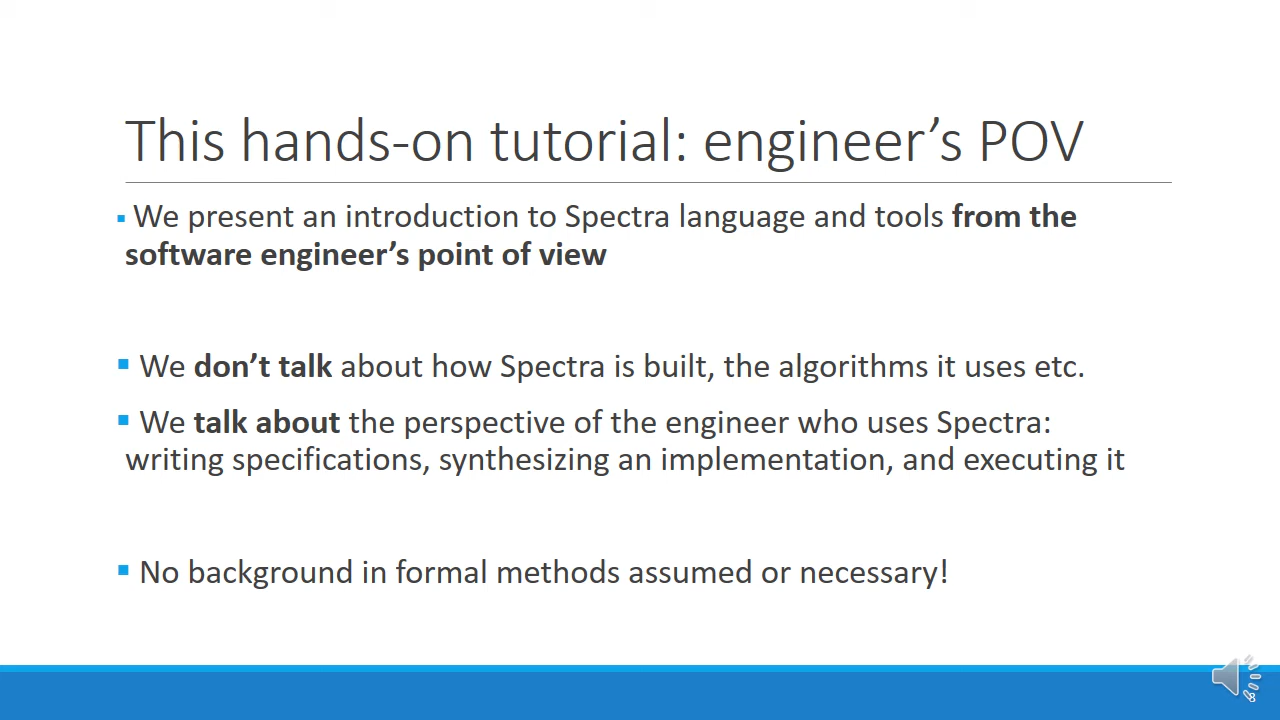 This hands-on tutorial: engineer’s POV
▪ We present an introduction to Spectra language and tools from the
software engineer’s point of view
▪ We don’t talk about how Spectra is built, the algorithms it uses etc.
▪ We talk about the perspective of the engineer who uses Spectra:
writing specifications, synthesizing an implementation, and executing it
▪ No background in formal methods assumed or necessary!
8